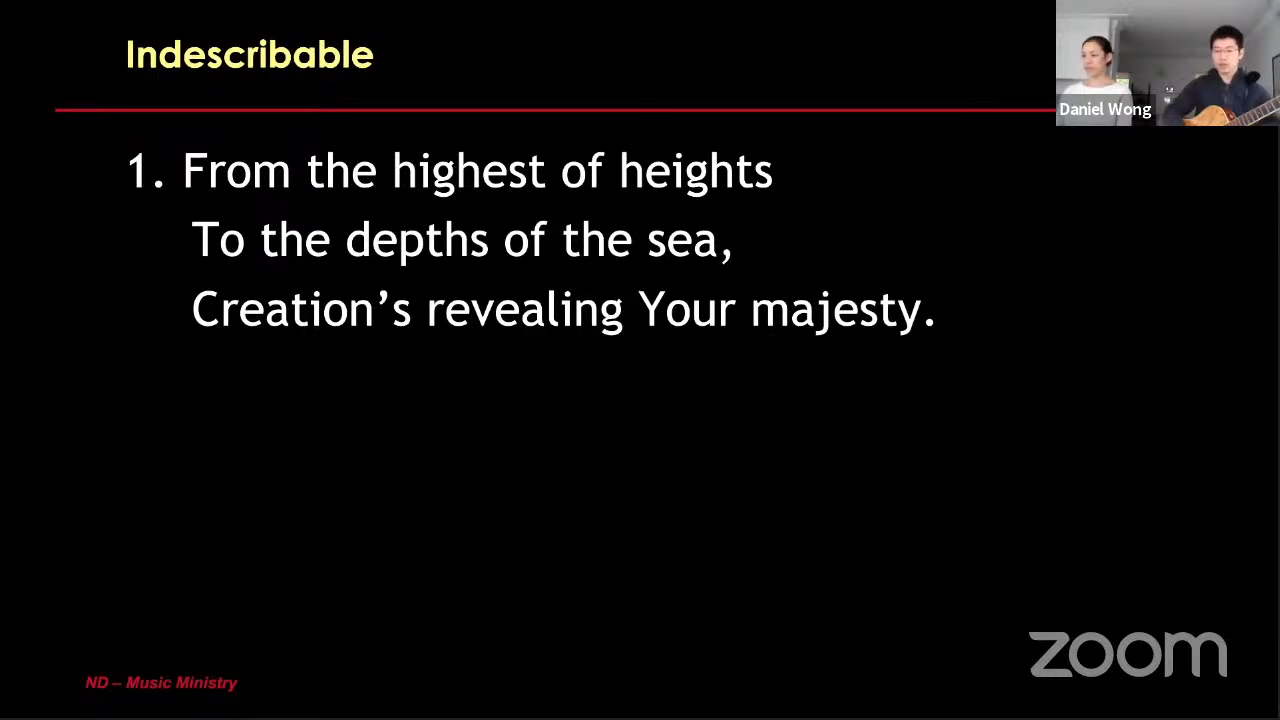 Indescribable
Daniel Wong
1. From the highest of heights
To the depths of the sea,
Creation’s revealing Your majesty.
zoom
ND – Music Ministry